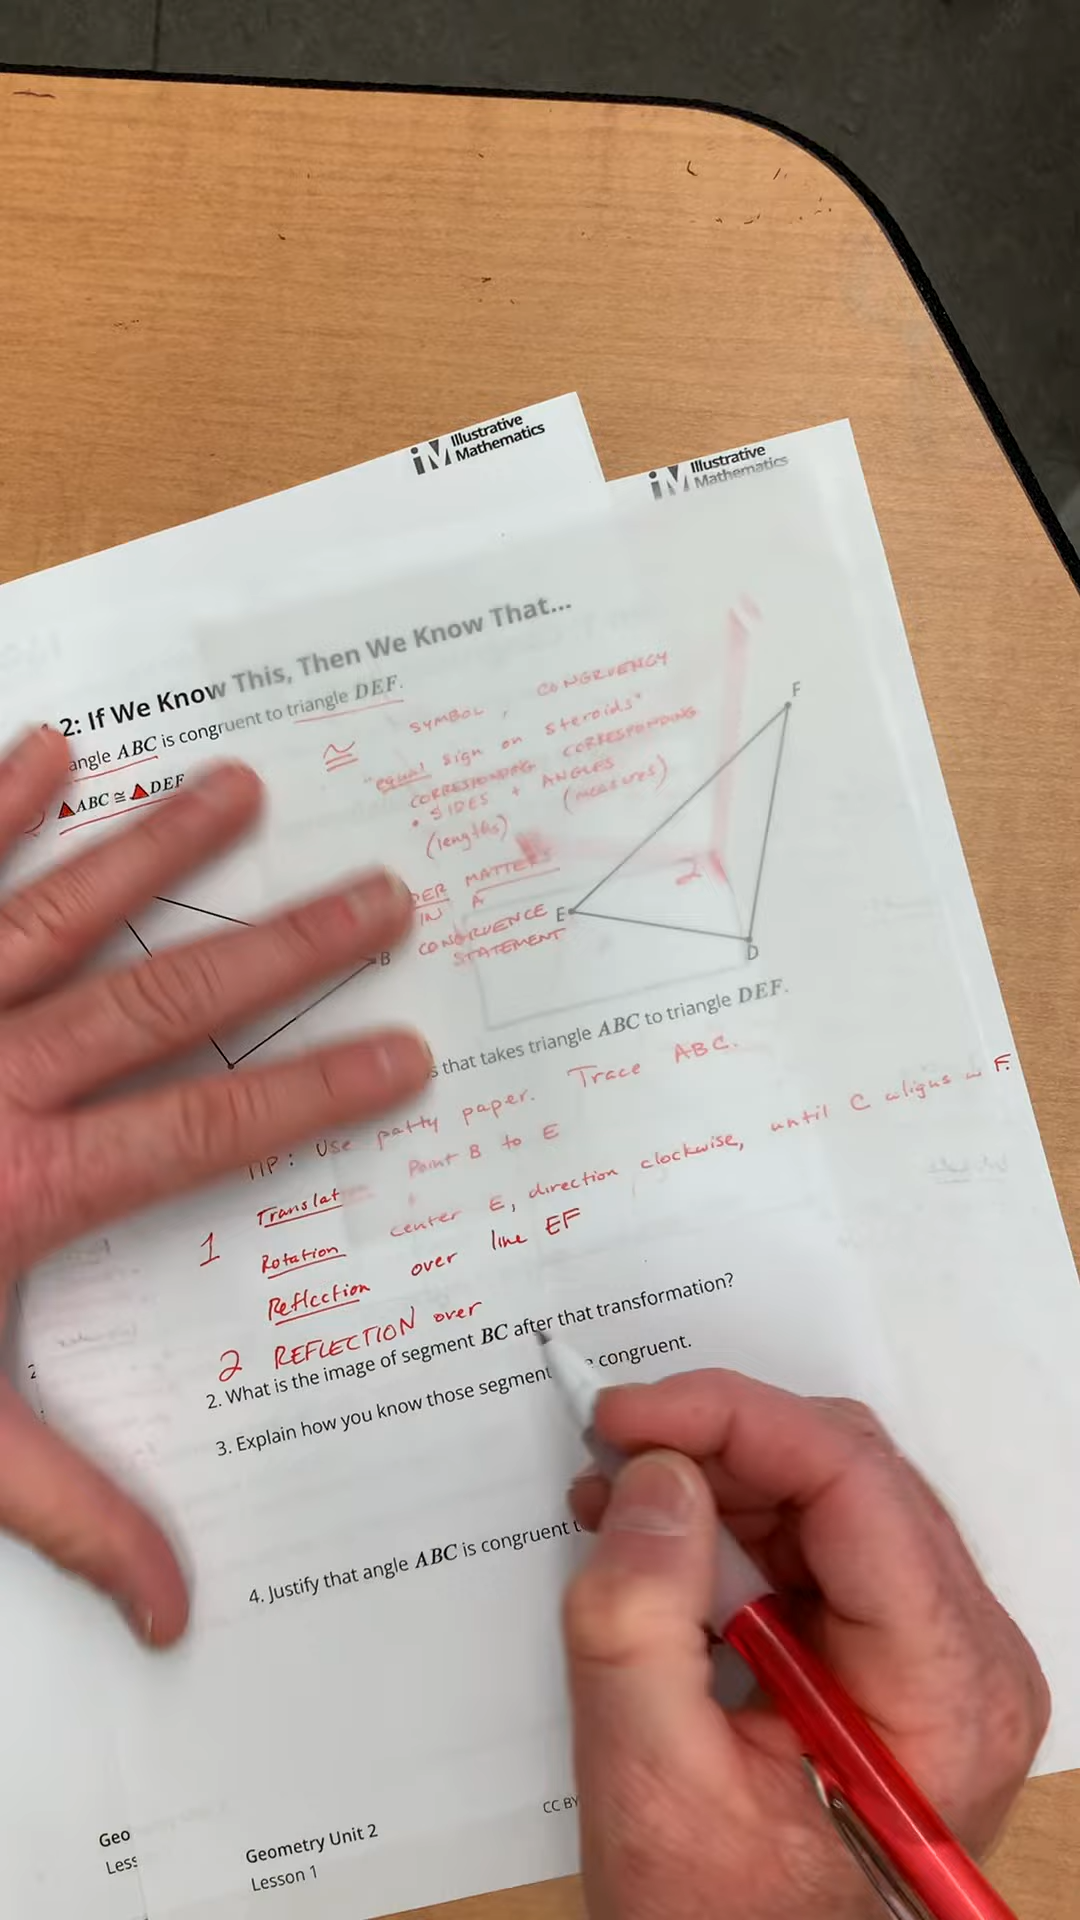 Illustrative
Mathematics
Illustrative
Mathematics
2: If We Know This, Then We Know That...
angle ABC is congruent to triangle DEF.
▲ABC ≅ ▲DEF
≅ SYMBOL, CONGRUENCY
"equal sign on steroids"
CORRESPONDING CORRESPONDING
• SIDES + ANGLES
(lengths) (measures)
DER MATTERS
IN A
CONGRUENCE
STATEMENT
F
E
D
B
2
s that takes triangle ABC to triangle DEF.
TIP: Use patty paper. Trace ABC.
1 Translat Point B to E
Rotation center E, direction clockwise, until C aligns w F.
Reflection over line EF
2 REFLECTION over
2. What is the image of segment BC after that transformation?
3. Explain how you know those segment congruent.
4. Justify that angle ABC is congruent
CC BY
Geo
Less
Geometry Unit 2
Lesson 1